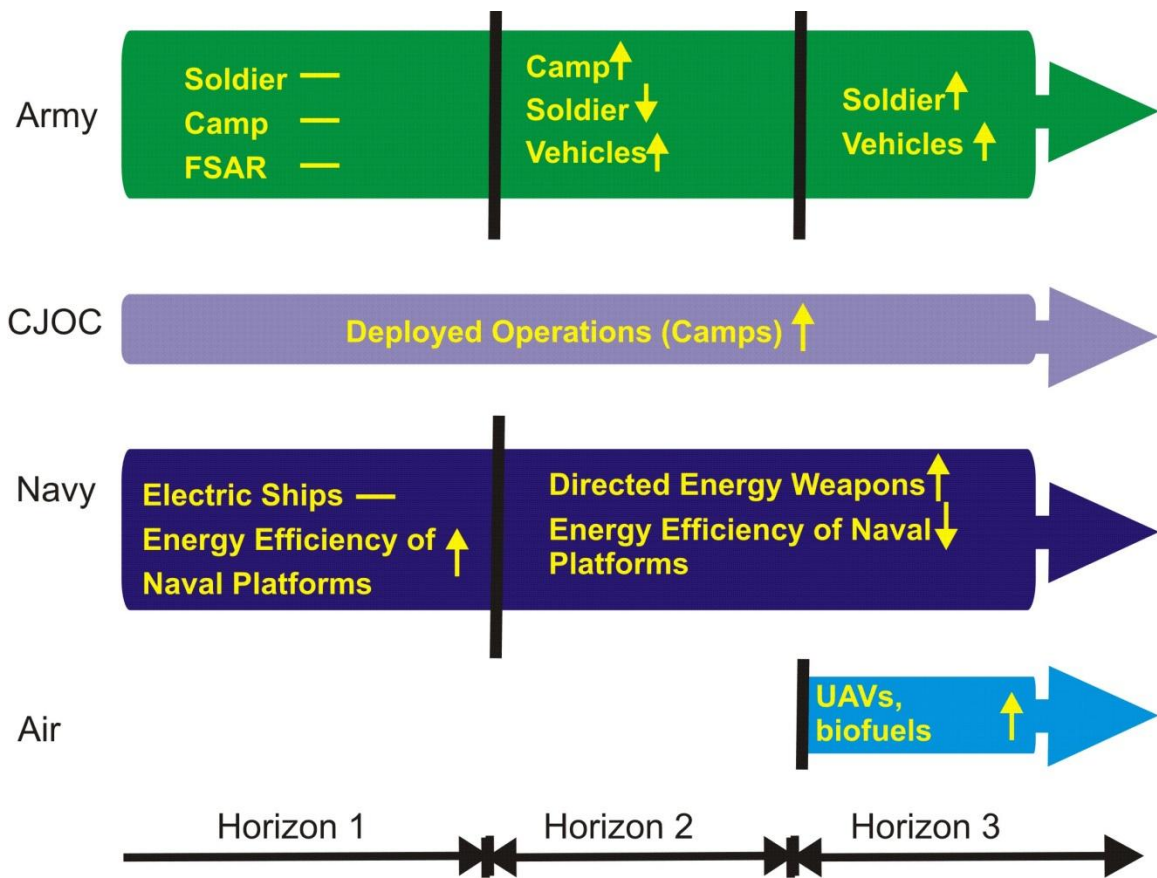 Army
Soldier
Camp
FSAR
Camp
Soldier
Vehicles
Soldier
Vehicles
CJOC
Deployed Operations (Camps)
Navy
Electric Ships
Energy Efficiency of
Naval Platforms
Directed Energy Weapons
Energy Efficiency of Naval
Platforms
Air
UAVs,
biofuels
Horizon 1
Horizon 2
Horizon 3